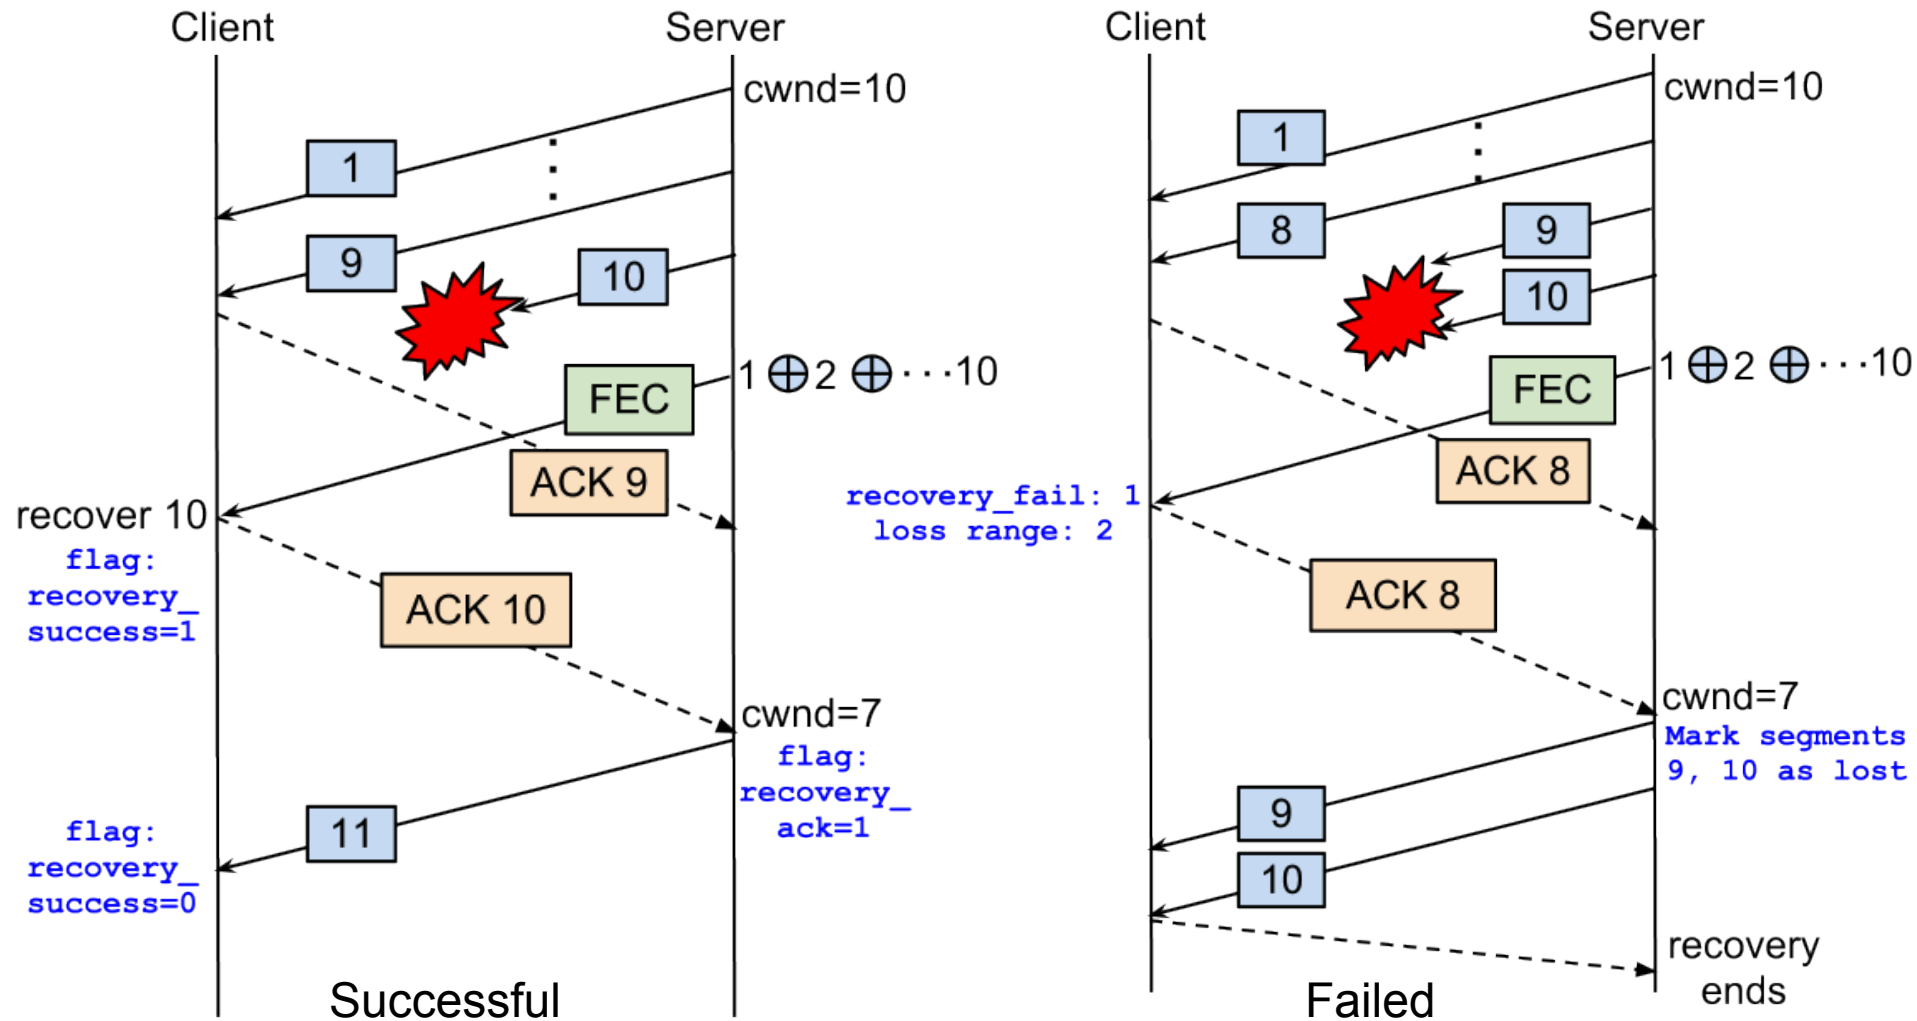 Client
Server
cwnd=10
1
9
10
FEC
1 ⊕ 2 ⊕ ···10
ACK 9
recover 10
flag:
recovery_
success=1
ACK 10
cwnd=7
flag:
recovery_
ack=1
11
flag:
recovery_
success=0
Successful
Client
Server
cwnd=10
1
8
9
10
FEC
1 ⊕ 2 ⊕ ···10
ACK 8
recovery_fail: 1
loss range: 2
ACK 8
cwnd=7
Mark segments
9, 10 as lost
9
10
recovery
ends
Failed